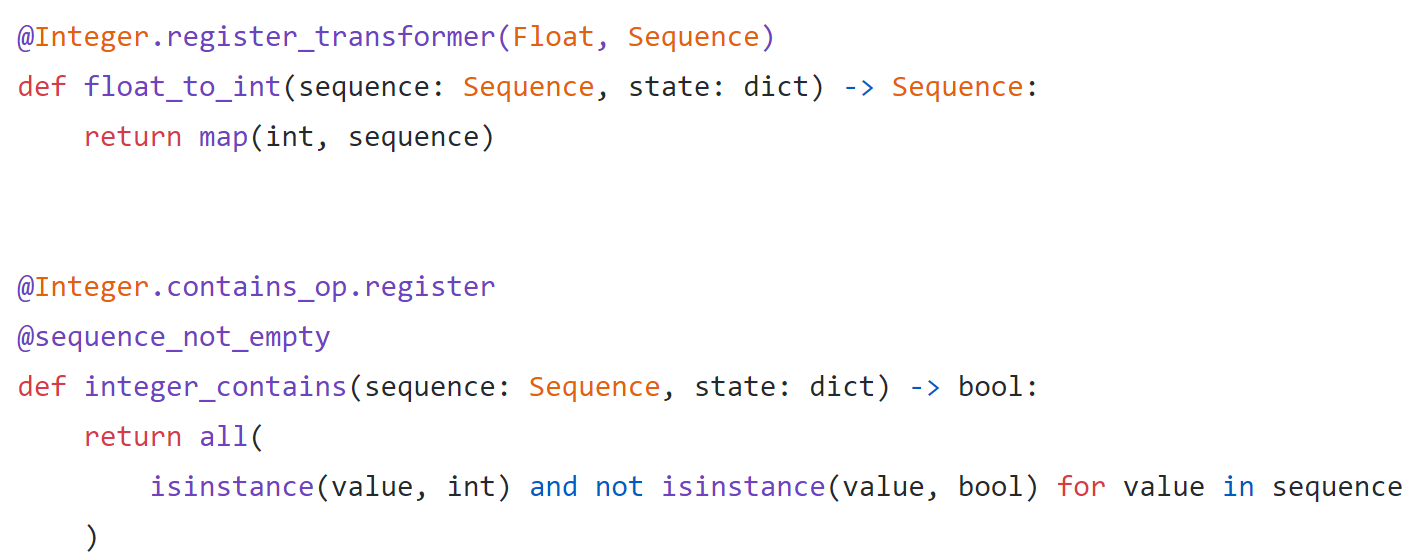 @Integer.register_transformer(Float, Sequence)
def float_to_int(sequence: Sequence, state: dict) -> Sequence:
    return map(int, sequence)
@Integer.contains_op.register
@sequence_not_empty
def integer_contains(sequence: Sequence, state: dict) -> bool:
    return all(
        isinstance(value, int) and not isinstance(value, bool) for value in sequence
    )